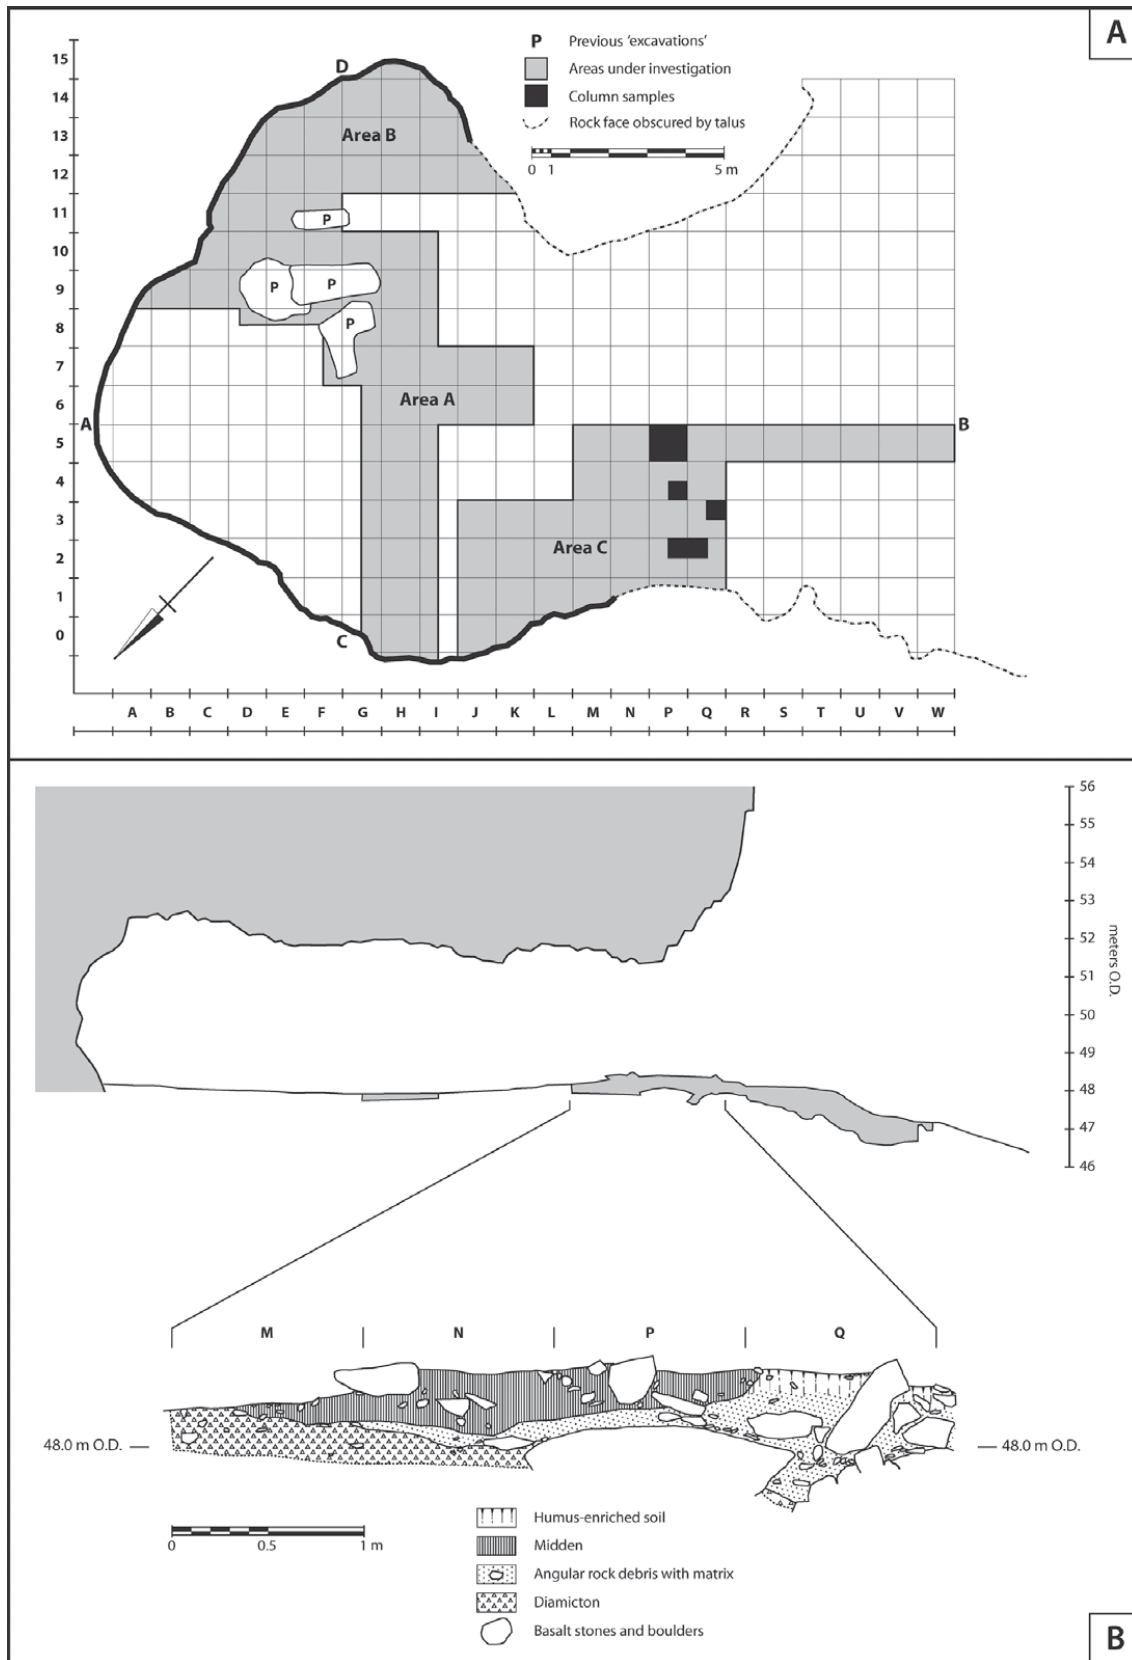 A
P Previous 'excavations'
Areas under investigation
Column samples
Rock face obscured by talus
0 1 5 m
15
14
13
12
11
10
9
8
7
6
5
4
3
2
1
0
D
Area B
P
P
P
P
Area A
A
B
Area C
C
A B C D E F G H I J K L M N P Q R S T U V W
56
55
54
53
52
51
50
49
48
47
46
meters O.D.
M N P Q
48.0 m O.D.
48.0 m O.D.
0 0.5 1 m
Humus-enriched soil
Midden
Angular rock debris with matrix
Diamicton
Basalt stones and boulders
B